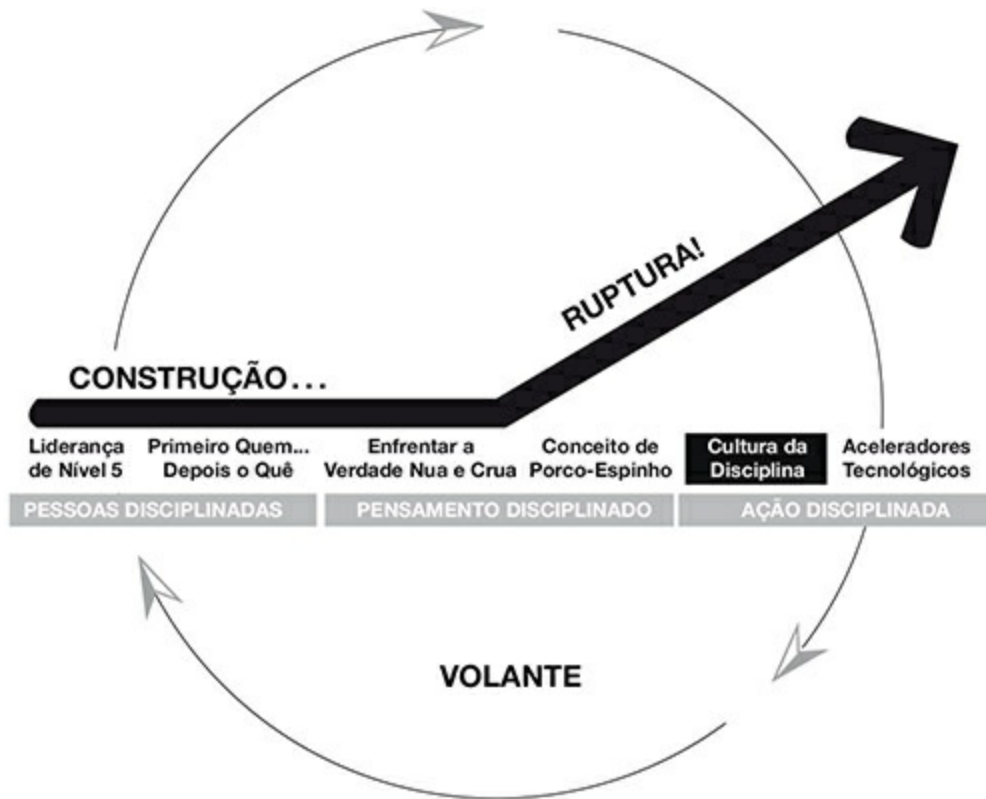 RUPTURA!
CONSTRUÇÃO...
Liderança
de Nível 5
Primeiro Quem...
Depois o Quê
Enfrentar a
Verdade Nua e Crua
Conceito de
Porco-Espinho
Cultura da
Disciplina
Aceleradores
Tecnológicos
PESSOAS DISCIPLINADAS
PENSAMENTO DISCIPLINADO
AÇÃO DISCIPLINADA
VOLANTE